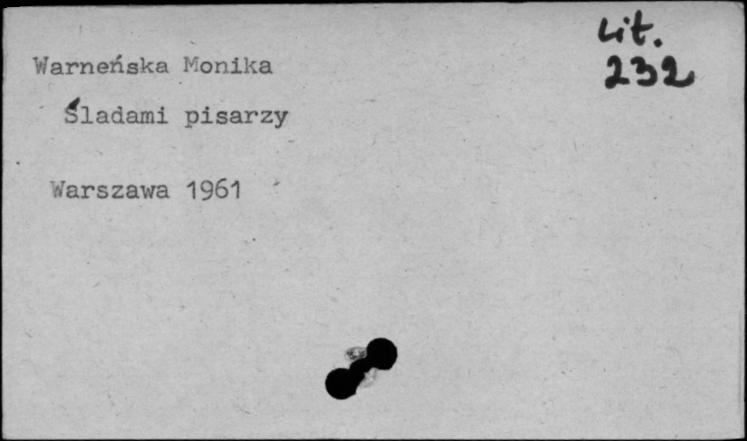 Lit.
232
Warneńska Monika
Śladami pisarzy
Warszawa 1961